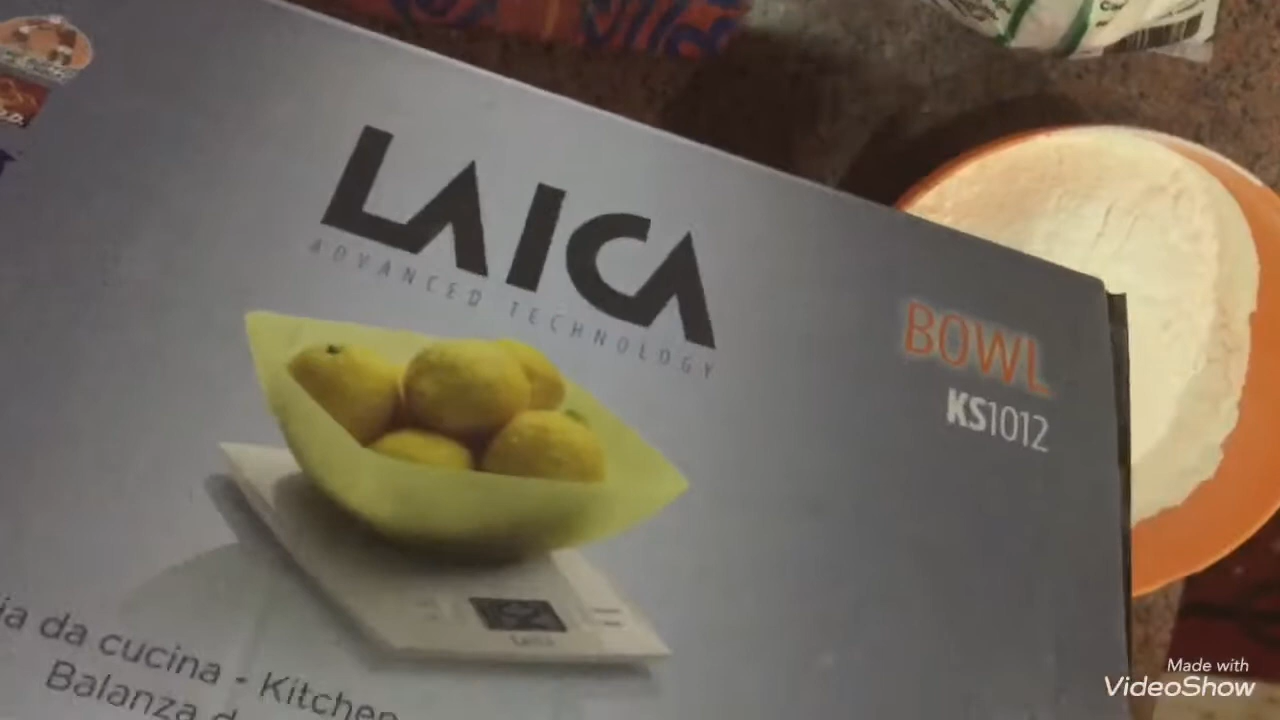 LAICA
ADVANCED TECHNOLOGY
BOWL
KS1012
ia da cucina - Kitchen
Balanza d
Made with
VideoShow